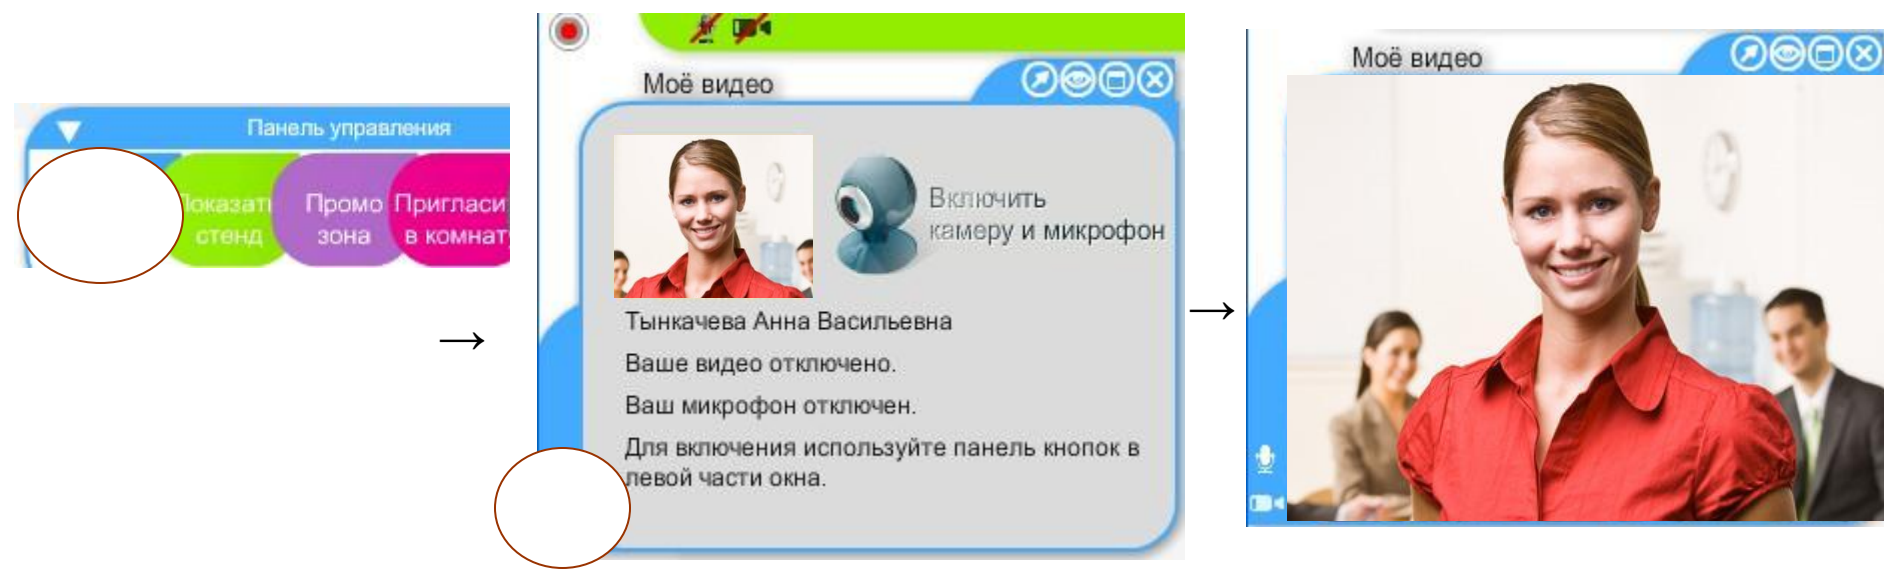 Панель управления
Показать
стенд
Промо
зона
Пригласи
в комнат
Моё видео
Включить
камеру и микрофон
Тынкачева Анна Васильевна
Ваше видео отключено.
Ваш микрофон отключен.
Для включения используйте панель кнопок в
левой части окна.
Моё видео